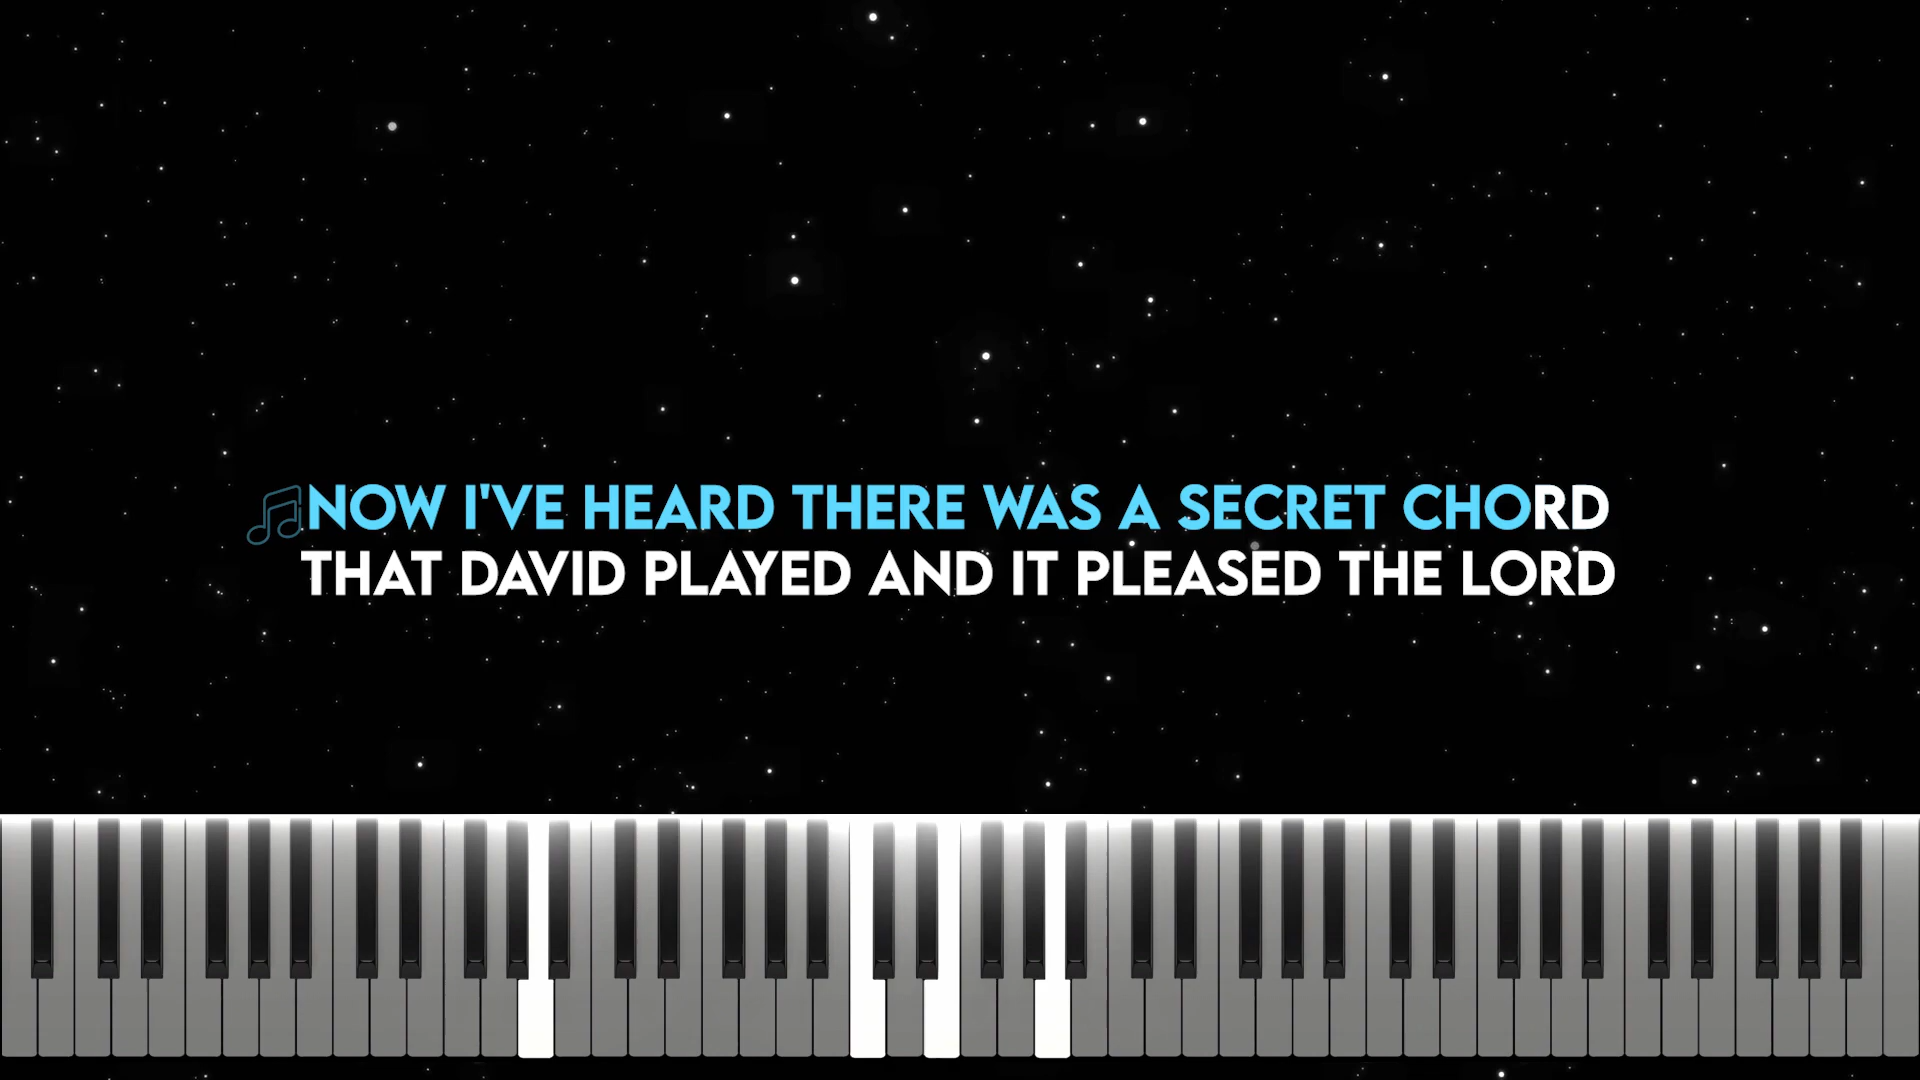 NOW I'VE HEARD THERE WAS A SECRET CHORD
THAT DAVID PLAYED AND IT PLEASED THE LORD